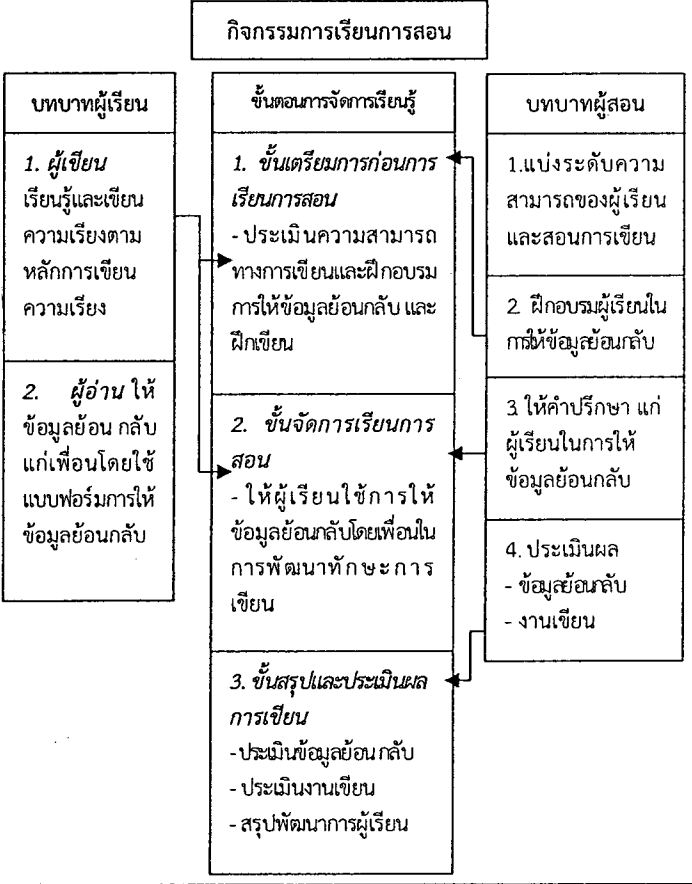 กิจกรรมการเรียนการสอน
บทบาทผู้เรียน
1. ผู้เขียน
เรียนรู้และเขียน
ความเรียงตาม
หลักการเขียน
ความเรียง
2. ผู้อ่าน ให้
ข้อมูลย้อน กลับ
แก่เพื่อนโดยใช้
แบบฟอร์มการให้
ข้อมูลย้อนกลับ
ขั้นตอนการจัดการเรียนรู้
1. ขั้นเตรียมการก่อนการ
เรียนการสอน
- ประเมินความสามารถ
ทางการเขียนและฝึกอบรม
การให้ข้อมูลย้อนกลับ และ
ฝึกเขียน
2. ขั้นจัดการเรียนการ
สอน
- ให้ผู้เรียนใช้การให้
ข้อมูลย้อนกลับโดยเพื่อนใน
การพัฒนาทักษะการ
เขียน
3. ขั้นสรุปและประเมินผล
การเขียน
-ประเมินข้อมูลย้อน กลับ
- ประเมินงานเขียน
- สรุปพัฒนาการผู้เรียน
บทบาทผู้สอน
1.แบ่งระดับความ
สามารถของผู้เรียน
และสอนการเขียน
2. ฝึกอบรมผู้เรียนใน
การให้ข้อมูลย้อนกลับ
3. ให้คำปรึกษา แก่
ผู้เรียนในการให้
ข้อมูลย้อนกลับ
4. ประเมินผล
- ข้อมูลย้อนกลับ
- งานเขียน